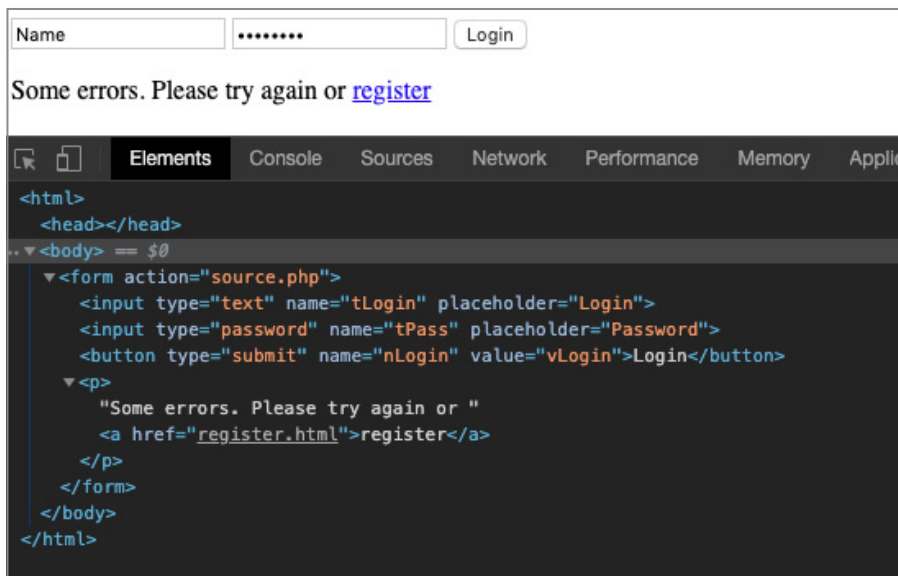 Name •••••••• Login
Some errors. Please try again or register
Elements Console Sources Network Performance Memory Applic
<html>
<head></head>
..▼<body> == $0
▼<form action="source.php">
<input type="text" name="tLogin" placeholder="Login">
<input type="password" name="tPass" placeholder="Password">
<button type="submit" name="nLogin" value="vLogin">Login</button>
▼<p>
"Some errors. Please try again or "
<a href="register.html">register</a>
</p>
</form>
</body>
</html>